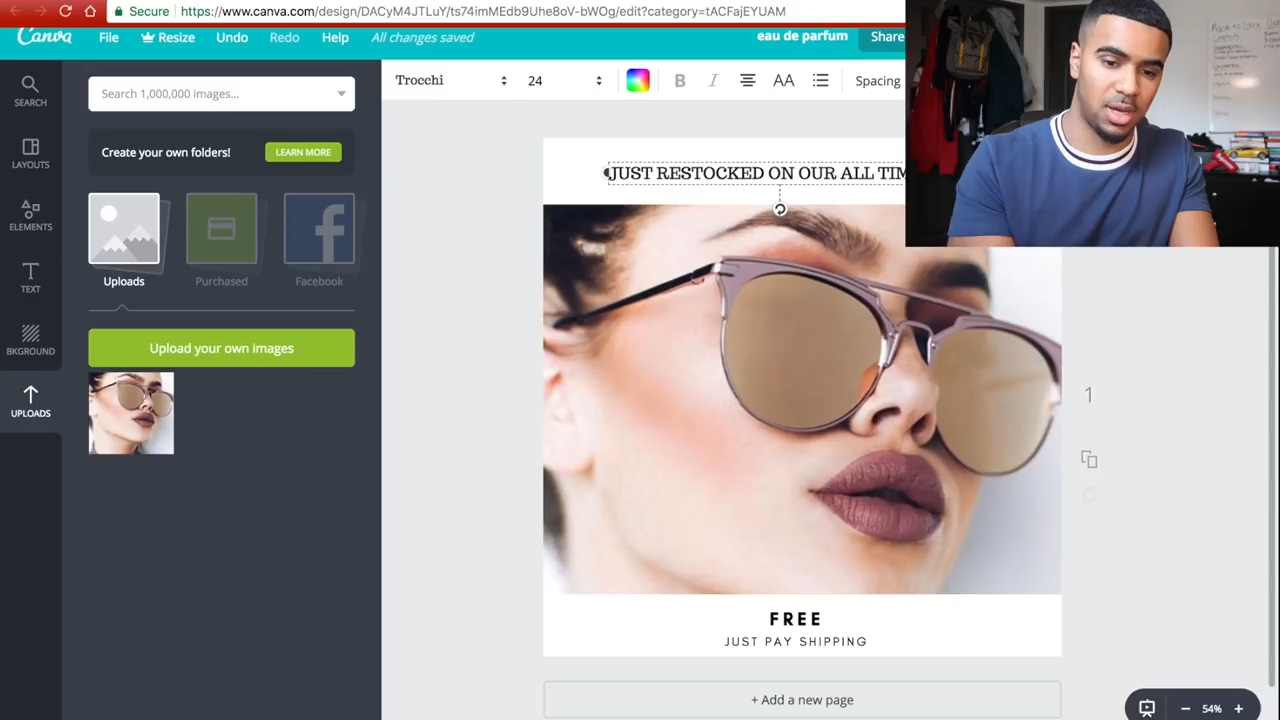 Secure
https://www.canva.com/design/DACyM4JTLuY/ts74imMEdb9Uhe8oV-bWOg/edit?category=tACFajEYUAM
Canva
File
Resize
Undo
Redo
Help
All changes saved
eau de parfum
Share
Trocchi
24
B
I
AA
Spacing
SEARCH
LAYOUTS
ELEMENTS
TEXT
BKGROUND
UPLOADS
Search 1,000,000 images...
Create your own folders!
LEARN MORE
Uploads
Purchased
Facebook
Upload your own images
JUST RESTOCKED ON OUR ALL TIM
FREE
JUST PAY SHIPPING
1
+ Add a new page
54%